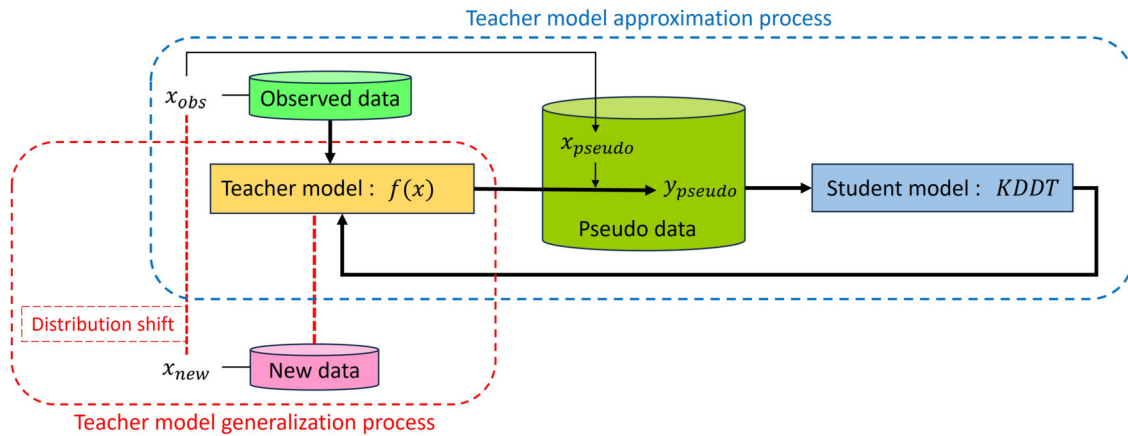 Teacher model approximation process
x_obs
Observed data
x_pseudo
Teacher model : f(x)
y_pseudo
Student model : KDDT
Pseudo data
Distribution shift
x_new
New data
Teacher model generalization process